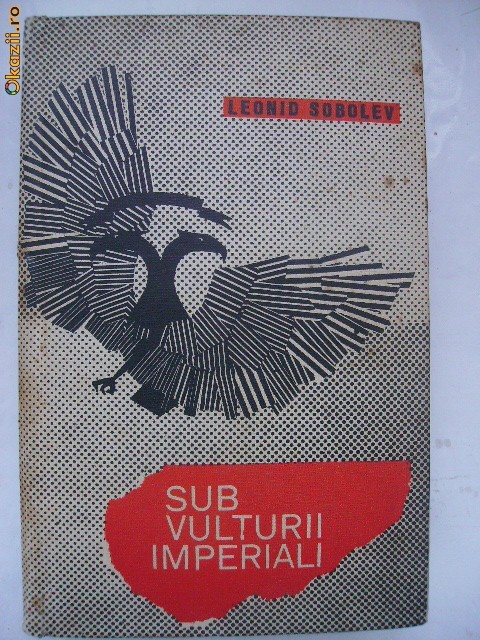 Okazii.ro
LEONID SOBOLEV
SUB
VULTURII
IMPERIALI